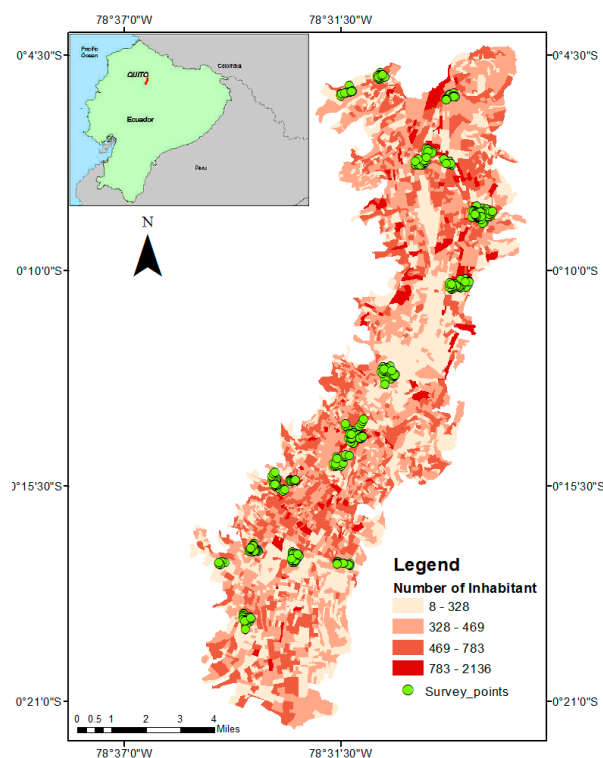 78°37'0"W 78°31'30"W
0°4'30"S 0°4'30"S
Pacific
Ocean
Colombia
QUITO
Ecuador
Peru
N
0°10'0"S 0°10'0"S
0°15'30"S 0°15'30"S
Legend
Number of Inhabitant
8 - 328
328 - 469
469 - 783
783 - 2136
Survey_points
0°21'0"S 0°21'0"S
0 0.5 1 2 3 4
Miles
78°37'0"W 78°31'30"W